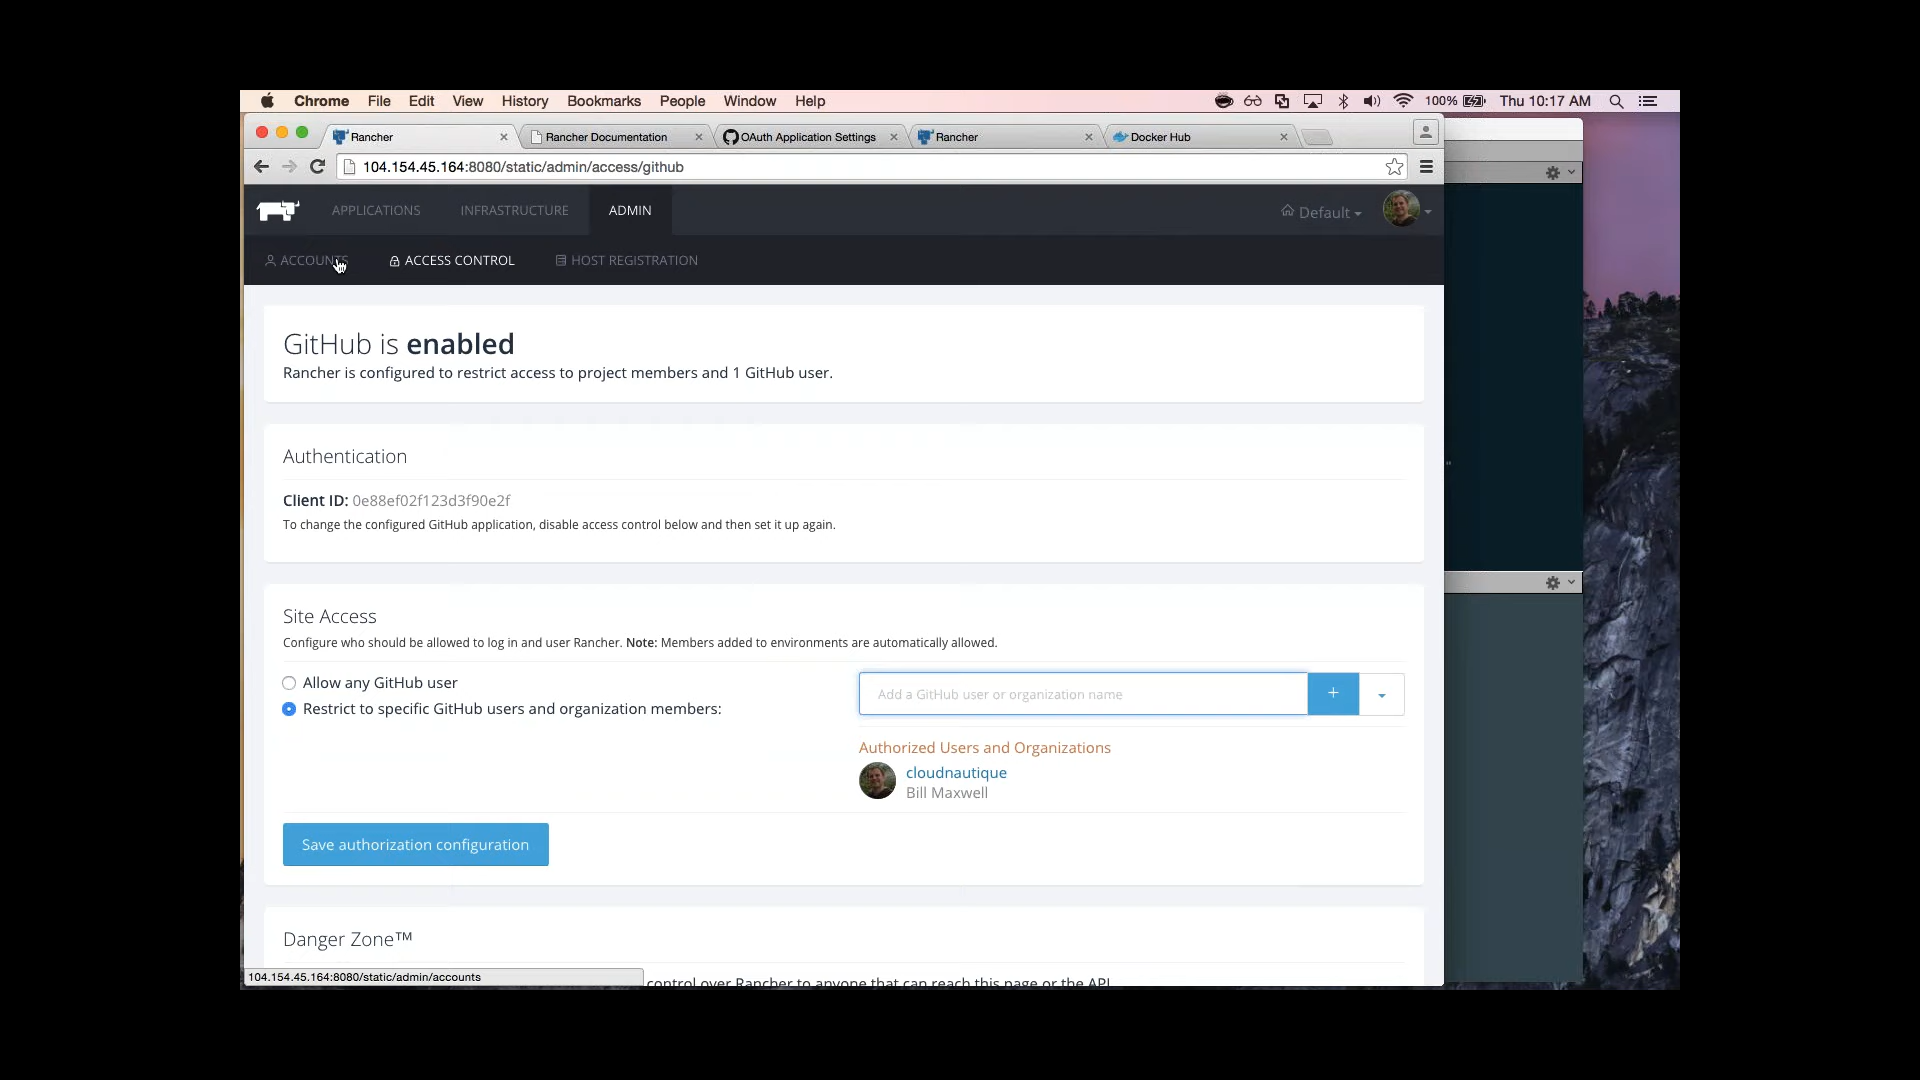 Chrome File Edit View History Bookmarks People Window Help 100% Thu 10:17 AM
Rancher Rancher Documentation OAuth Application Settings Rancher Docker Hub
104.154.45.164:8080/static/admin/access/github
APPLICATIONS INFRASTRUCTURE ADMIN Default
ACCOUNTS ACCESS CONTROL HOST REGISTRATION
GitHub is enabled
Rancher is configured to restrict access to project members and 1 GitHub user.
Authentication
Client ID: 0e88ef02f123d3f90e2f
To change the configured GitHub application, disable access control below and then set it up again.
Site Access
Configure who should be allowed to log in and user Rancher. Note: Members added to environments are automatically allowed.
Allow any GitHub user
Restrict to specific GitHub users and organization members:
Add a GitHub user or organization name
Authorized Users and Organizations
cloudnautique
Bill Maxwell
Save authorization configuration
Danger Zone™
control over Rancher to anyone that can reach this page or the API
104.154.45.164:8080/static/admin/accounts